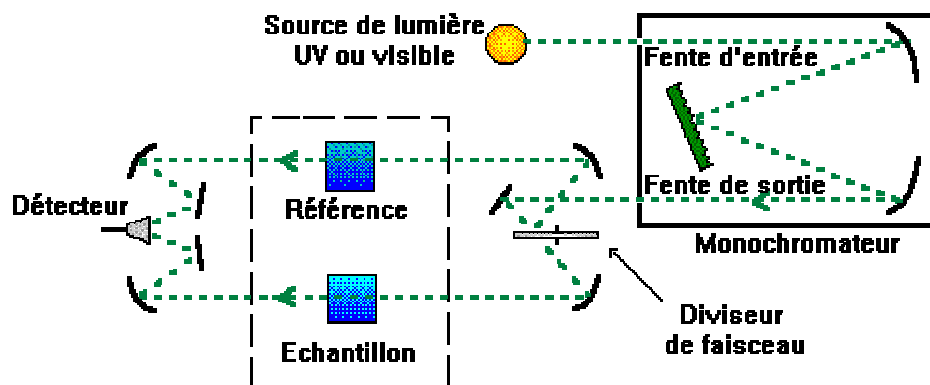 Source de lumière
UV ou visible
Fente d'entrée
Fente de sortie
Monochromateur
Détecteur
Référence
Echantillon
Diviseur
de faisceau